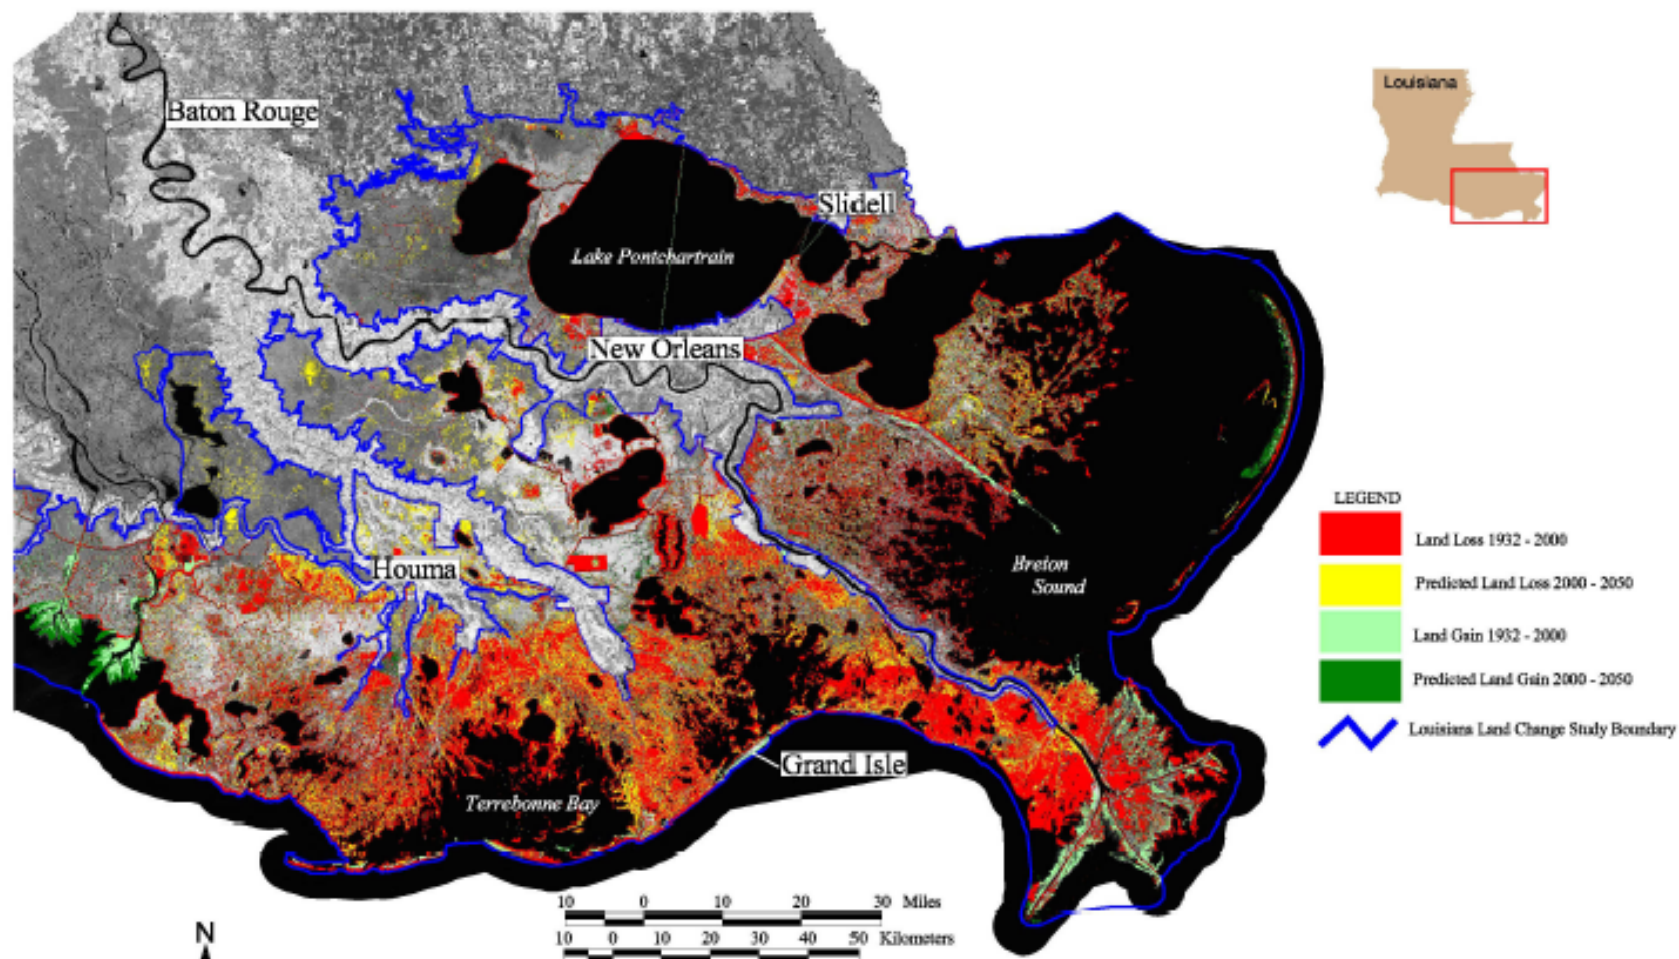 Louisiana
Baton Rouge
Slidell
Lake Pontchartrain
New Orleans
Houma
Breton
Sound
Grand Isle
Terrebonne Bay
LEGEND
Land Loss 1932 - 2000
Predicted Land Loss 2000 - 2050
Land Gain 1932 - 2000
Predicted Land Gain 2000 - 2050
Louisiana Land Change Study Boundary
10 0 10 20 30 Miles
10 0 10 20 30 40 50 Kilometers
N